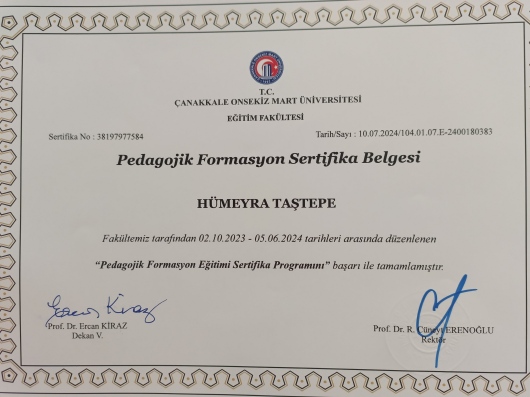 T.C.
ÇANAKKALE ONSEKİZ MART ÜNİVERSİTESİ
EĞİTİM FAKÜLTESİ
Sertifika No : 38197977584
Tarih/Sayı : 10.07.2024/104.01.07.E-2400180383
Pedagojik Formasyon Sertifika Belgesi
HÜMEYRA TAŞTEPE
Fakültemiz tarafından 02.10.2023 - 05.06.2024 tarihleri arasında düzenlenen
“Pedagojik Formasyon Eğitimi Sertifika Programını” başarı ile tamamlamıştır.
Prof. Dr. Ercan KİRAZ
Dekan V.
Prof. Dr. R. Cüneyt ERENOĞLU
Rektör